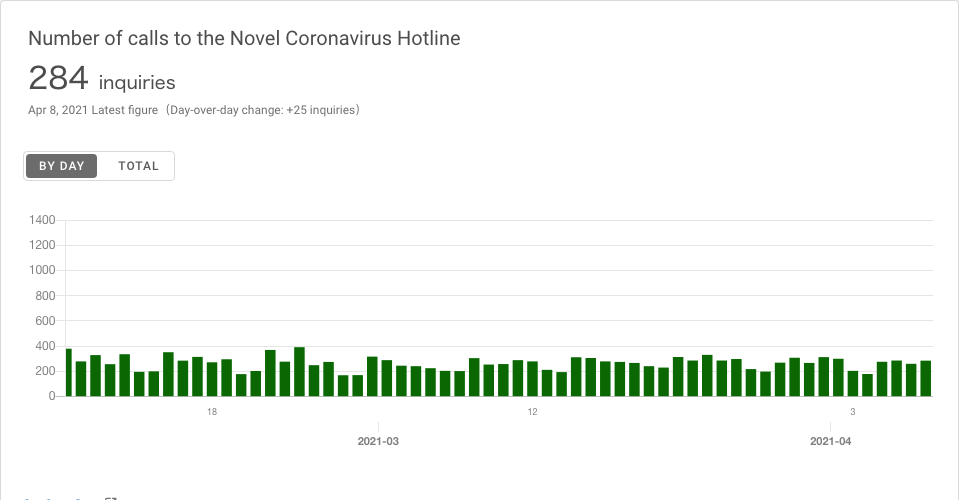 Number of calls to the Novel Coronavirus Hotline
284 inquiries
Apr 8, 2021 Latest figure（Day-over-day change: +25 inquiries）
BY DAY TOTAL
1400
1200
1000
800
600
400
200
0
18 12 3
2021-03 2021-04